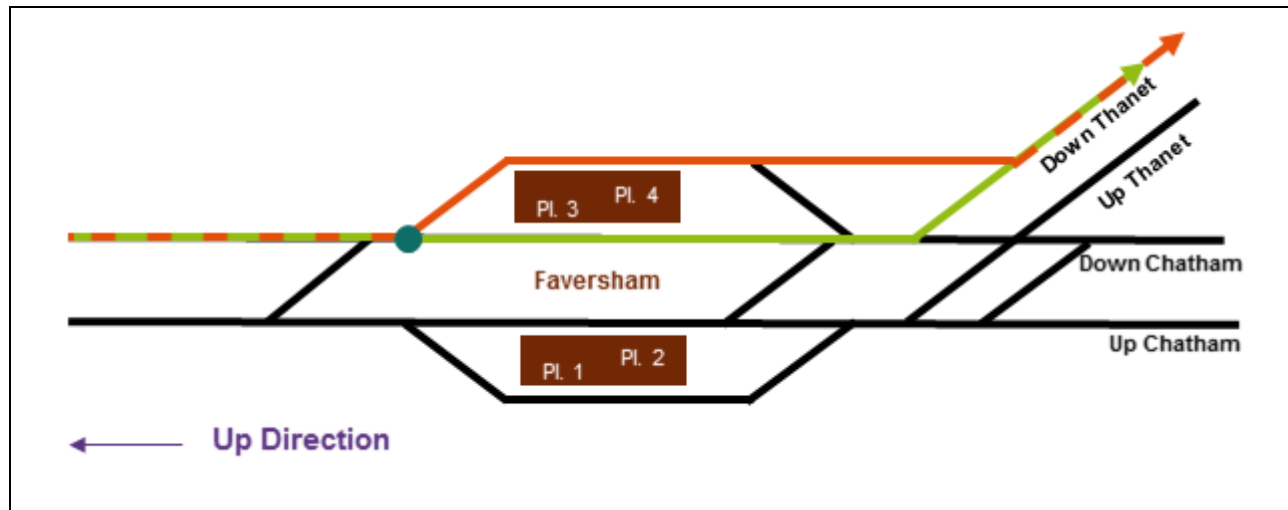 Down Thanet
Up Thanet
Pl. 3
Pl. 4
Down Chatham
Faversham
Up Chatham
Pl. 1
Pl. 2
Up Direction